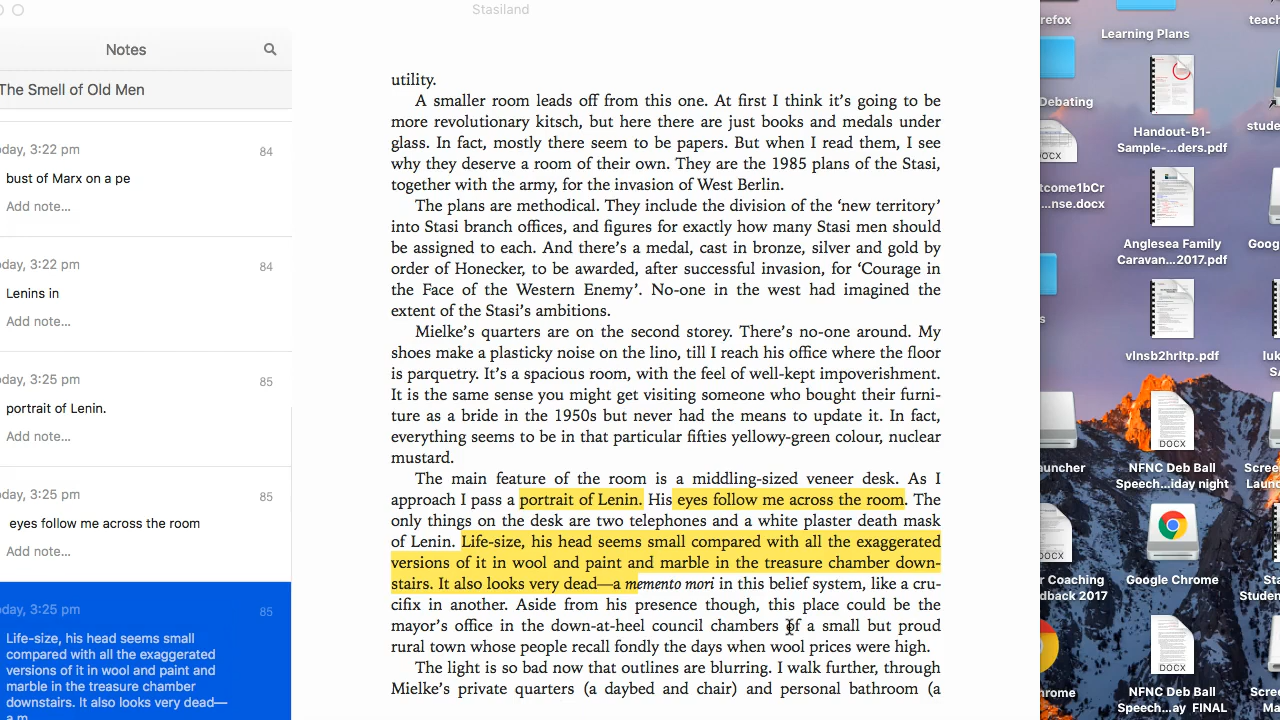 Stasiland
Notes
The Smell of Old Men
oday, 3:22 pm 84
bust of Marx on a pe
Add note...
oday, 3:22 pm 84
Lenins in
Add note...
oday, 3:25 pm 85
portrait of Lenin.
Add note...
oday, 3:25 pm 85
eyes follow me across the room
Add note...
oday, 3:25 pm 85
Life-size, his head seems small
compared with all the exaggerated
versions of it in wool and paint and
marble in the treasure chamber
downstairs. It also looks very dead—
a m
utility.
A smaller room leads off from this one. At first I think it's going to be
more revolutionary kitsch, but here there are just books and medals under
glass. In fact, mostly there seem to be papers. But when I read them, I see
why they deserve a room of their own. They are the 1985 plans of the Stasi,
together with the army, for the invasion of West Berlin.
The plans are methodical. They include the division of the 'new territory'
into Stasi branch offices, and figures for exactly how many Stasi men should
be assigned to each. And there's a medal, cast in bronze, silver and gold by
order of Honecker, to be awarded, after successful invasion, for 'Courage in
the Face of the Western Enemy'. No-one in the west had imagined the
extent of the Stasi's ambitions.
Mielke's quarters are on the second storey. There's no-one around. My
shoes make a plasticky noise on the lino, till I reach his office where the floor
is parquetry. It's a spacious room, with the feel of well-kept impoverishment.
It is the same sense you might get visiting someone who bought their furni-
ture as a bride in the 1950s but never had the means to update it. In fact,
everything seems to be in that particular fifties yellowy-green colour, nuclear
mustard.
The main feature of the room is a middling-sized veneer desk. As I
approach I pass a portrait of Lenin. His eyes follow me across the room. The
only things on the desk are two telephones and a white plaster death mask
of Lenin. Life-size, his head seems small compared with all the exaggerated
versions of it in wool and paint and marble in the treasure chamber down-
stairs. It also looks very dead—a memento mori in this belief system, like a cru-
cifix in another. Aside from his presence though, this place could be the
mayor's office in the down-at-heel council chambers of a small but proud
rural town whose people recall fondly the days when wool prices were high.
The light is so bad now that outlines are blurring. I walk further, through
Mielke's private quarters (a daybed and chair) and personal bathroom (a
refox
Learning Plans
teach
Debating
DOCX
Handout-B1-
Sample-...ders.pdf
stude
tcome1bCr
...nse.docx
Anglesea Family
Caravan...2017.pdf
Goog
s
vlnsb2hrltp.pdf
luk
SA
DOCX
auncher
NFNC Deb Ball
Speech...iday night
Scree
Laun
DOCX
r Coaching
dback 2017
Google Chrome
Goog
Studen
DOCX
hrome
NFNC Deb Ball
Speech...ay FINAL
Scree
Ma